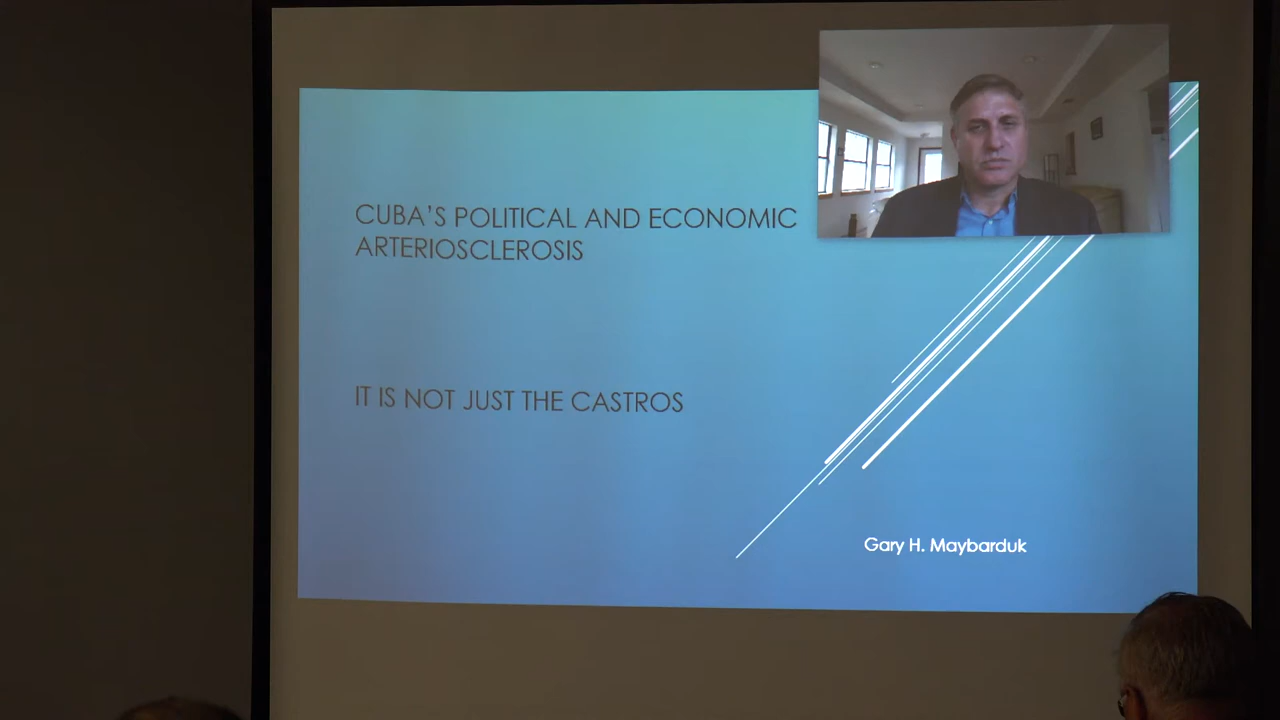 CUBA'S POLITICAL AND ECONOMIC
ARTERIOSCLEROSIS
IT IS NOT JUST THE CASTROS
Gary H. Maybarduk